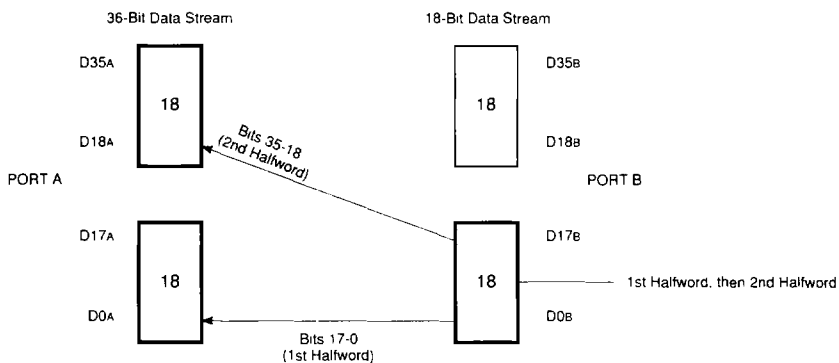 36-Bit Data Stream
18-Bit Data Stream
D35A
18
D18A
D35B
18
D18B
Bits 35-18
(2nd Halfword)
PORT A
PORT B
D17A
18
D0A
D17B
18
D0B
1st Halfword, then 2nd Halfword
Bits 17-0
(1st Halfword)